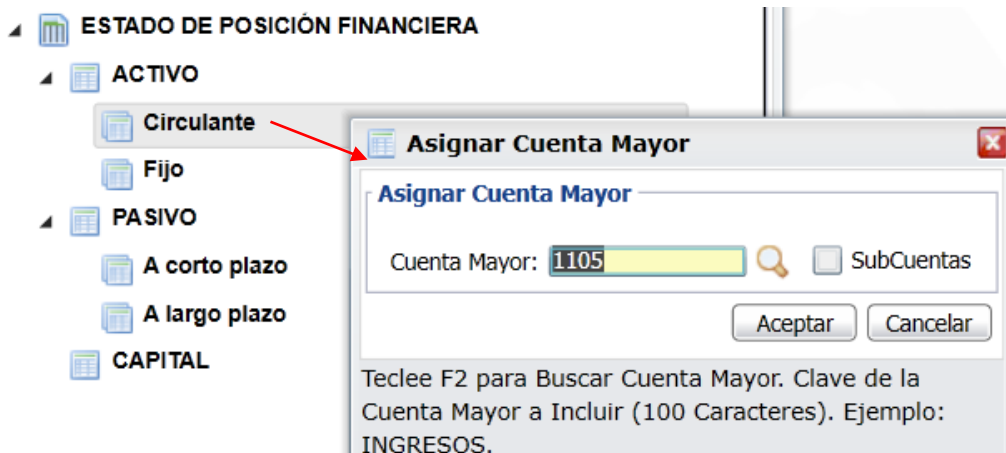 ESTADO DE POSICIÓN FINANCIERA
ACTIVO
Circulante
Fijo
PASIVO
A corto plazo
A largo plazo
CAPITAL
Asignar Cuenta Mayor
Asignar Cuenta Mayor
Cuenta Mayor: 1105 SubCuentas
Aceptar Cancelar
Teclee F2 para Buscar Cuenta Mayor. Clave de la
Cuenta Mayor a Incluir (100 Caracteres). Ejemplo:
INGRESOS.